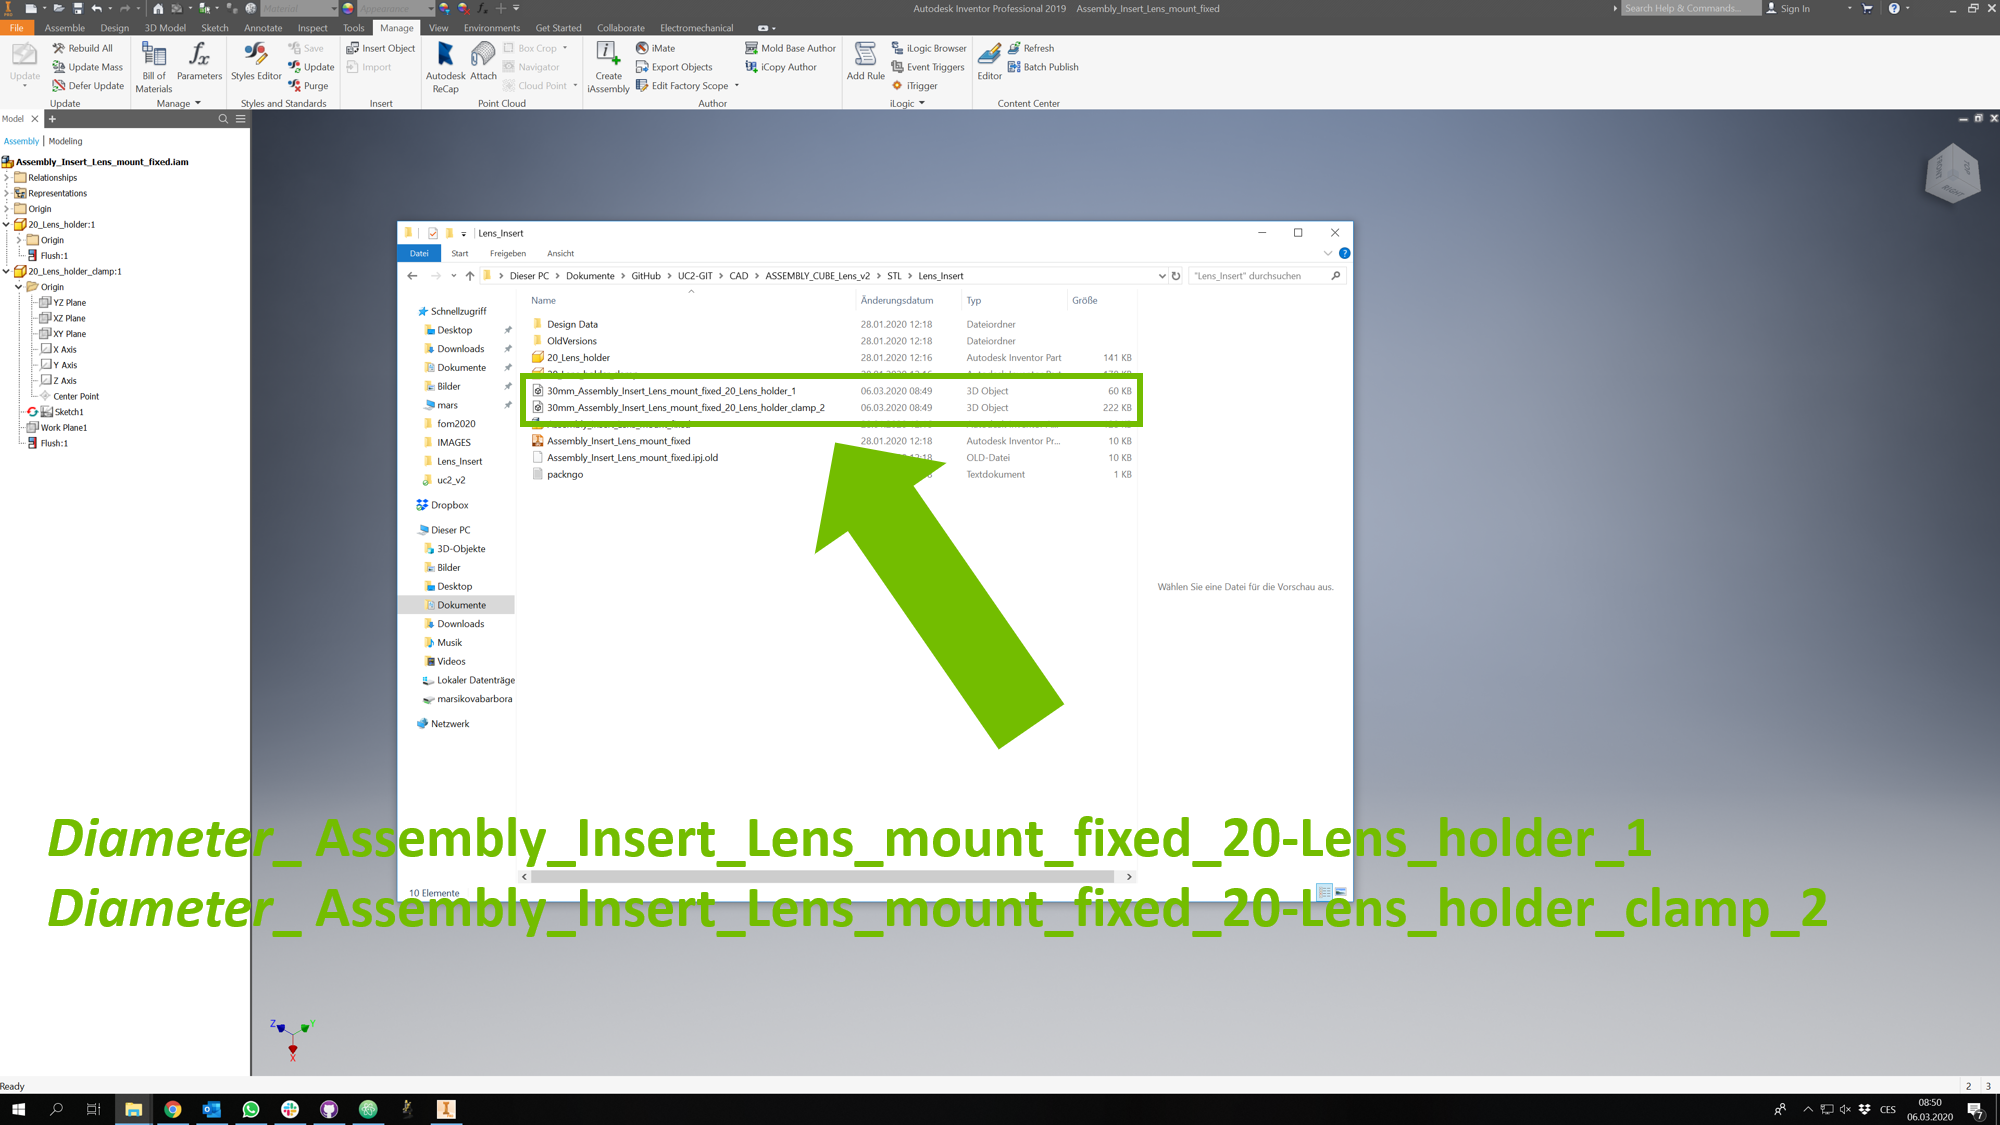 Material
Appearance
Autodesk Inventor Professional 2019 Assembly_Insert_Lens_mount_fixed
Search Help & Commands...
Sign In
File Assemble Design 3D Model Sketch Annotate Inspect Tools Manage View Environments Get Started Collaborate Electromechanical
Update
Rebuild All
Update Mass
Defer Update
Update
Bill of Materials
Parameters
Manage
Styles Editor
Save
Update
Purge
Styles and Standards
Insert Object
Import
Insert
Autodesk ReCap
Attach
Box Crop
Navigator
Cloud Point
Point Cloud
Create iAssembly
iMate
Export Objects
Edit Factory Scope
Mold Base Author
iCopy Author
Author
Add Rule
iLogic Browser
Event Triggers
iTrigger
iLogic
Editor
Refresh
Batch Publish
Content Center
Model
Assembly | Modeling
Assembly_Insert_Lens_mount_fixed.iam
Relationships
Representations
Origin
20_Lens_holder:1
Origin
Flush:1
20_Lens_holder_clamp:1
Origin
YZ Plane
XZ Plane
XY Plane
X Axis
Y Axis
Z Axis
Center Point
Sketch1
Work Plane1
Flush:1
Lens_Insert
Datei Start Freigeben Ansicht
Dieser PC > Dokumente > GitHub > UC2-GIT > CAD > ASSEMBLY_CUBE_Lens_v2 > STL > Lens_Insert
"Lens_Insert" durchsuchen
Schnellzugriff
Desktop
Downloads
Dokumente
Bilder
mars
fom2020
IMAGES
Lens_Insert
uc2_v2
Dropbox
Dieser PC
3D-Objekte
Bilder
Desktop
Dokumente
Downloads
Musik
Videos
Lokaler Datenträge
marsikovabarbora
Netzwerk
Name Änderungsdatum Typ Größe
Design Data 28.01.2020 12:18 Dateiordner
OldVersions 28.01.2020 12:18 Dateiordner
20_Lens_holder 28.01.2020 12:16 Autodesk Inventor Part 141 KB
30mm_Assembly_Insert_Lens_mount_fixed_20_Lens_holder_1 06.03.2020 08:49 3D Object 60 KB
30mm_Assembly_Insert_Lens_mount_fixed_20_Lens_holder_clamp_2 06.03.2020 08:49 3D Object 222 KB
Assembly_Insert_Lens_mount_fixed 28.01.2020 12:18 Autodesk Inventor Pr... 10 KB
Assembly_Insert_Lens_mount_fixed.ipj.old OLD-Datei 10 KB
packngo Textdokument 1 KB
Wählen Sie eine Datei für die Vorschau aus.
Diameter_ Assembly_Insert_Lens_mount_fixed_20-Lens_holder_1
10 Elemente
Diameter_ Assembly_Insert_Lens_mount_fixed_20-Lens_holder_clamp_2
Z Y
X
Ready
2 3
CES
08:50
06.03.2020
7